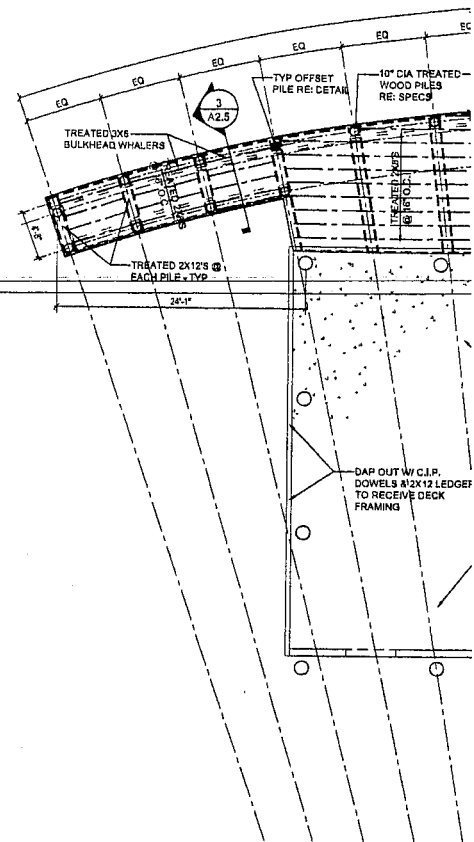 EQ
EQ
EQ
EQ
EQ
EQ
TYP OFFSET
PILE RE: DETAIL
10" DIA TREATED
WOOD PILES
RE: SPECS
3
A2.5
TREATED 3X6
BULKHEAD WHALERS
TREATED
@ 16" O.C.
TREATED 2X12'S @
EACH PILE - TYP
24'-1"
DAP OUT W/ C.I.P.
DOWELS & 2X12 LEDGER
TO RECEIVE DECK
FRAMING